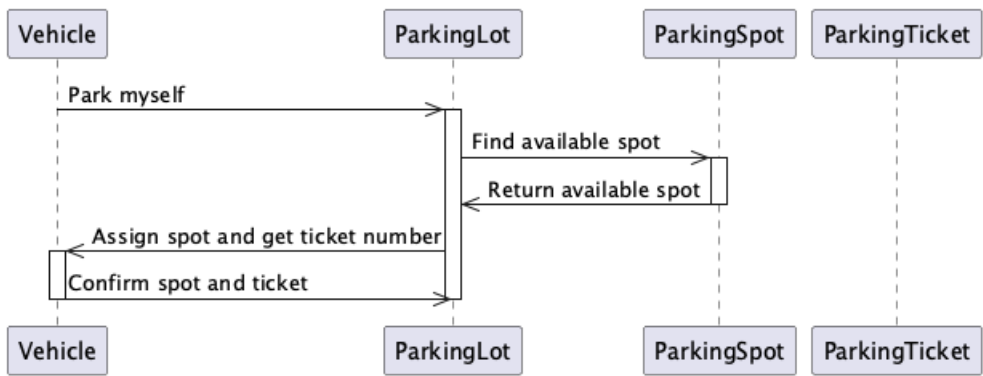 Vehicle
ParkingLot
ParkingSpot
ParkingTicket
Park myself
Find available spot
Return available spot
Assign spot and get ticket number
Confirm spot and ticket
Vehicle
ParkingLot
ParkingSpot
ParkingTicket